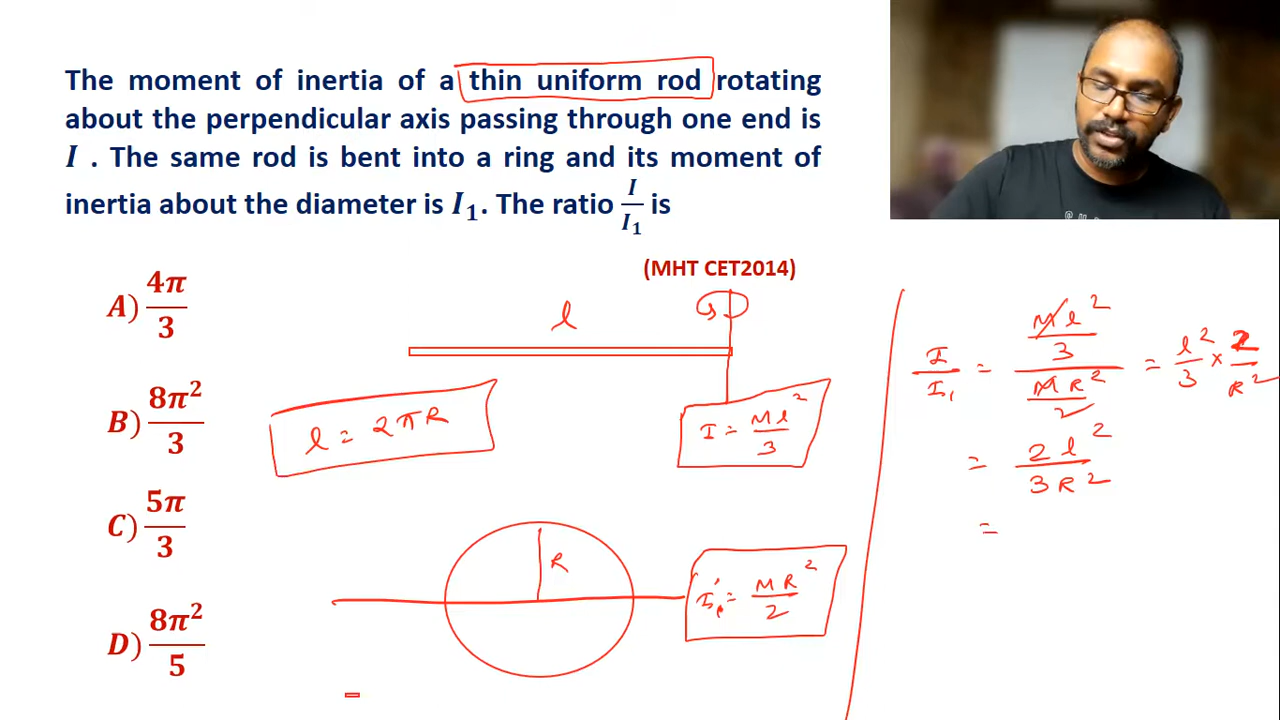 The moment of inertia of a thin uniform rod rotating
about the perpendicular axis passing through one end is
I . The same rod is bent into a ring and its moment of
inertia about the diameter is I₁. The ratio I/I₁ is
(MHT CET2014)
A) 4π/3
B) 8π²/3
C) 5π/3
D) 8π²/5
l
l = 2πR
I = Ml²/3
R
I₁' = MR²/2
I/I₁ = (Ml²/3)/(MR²/2) = l²/3 × 2/R²
= 2l²/3R²
=